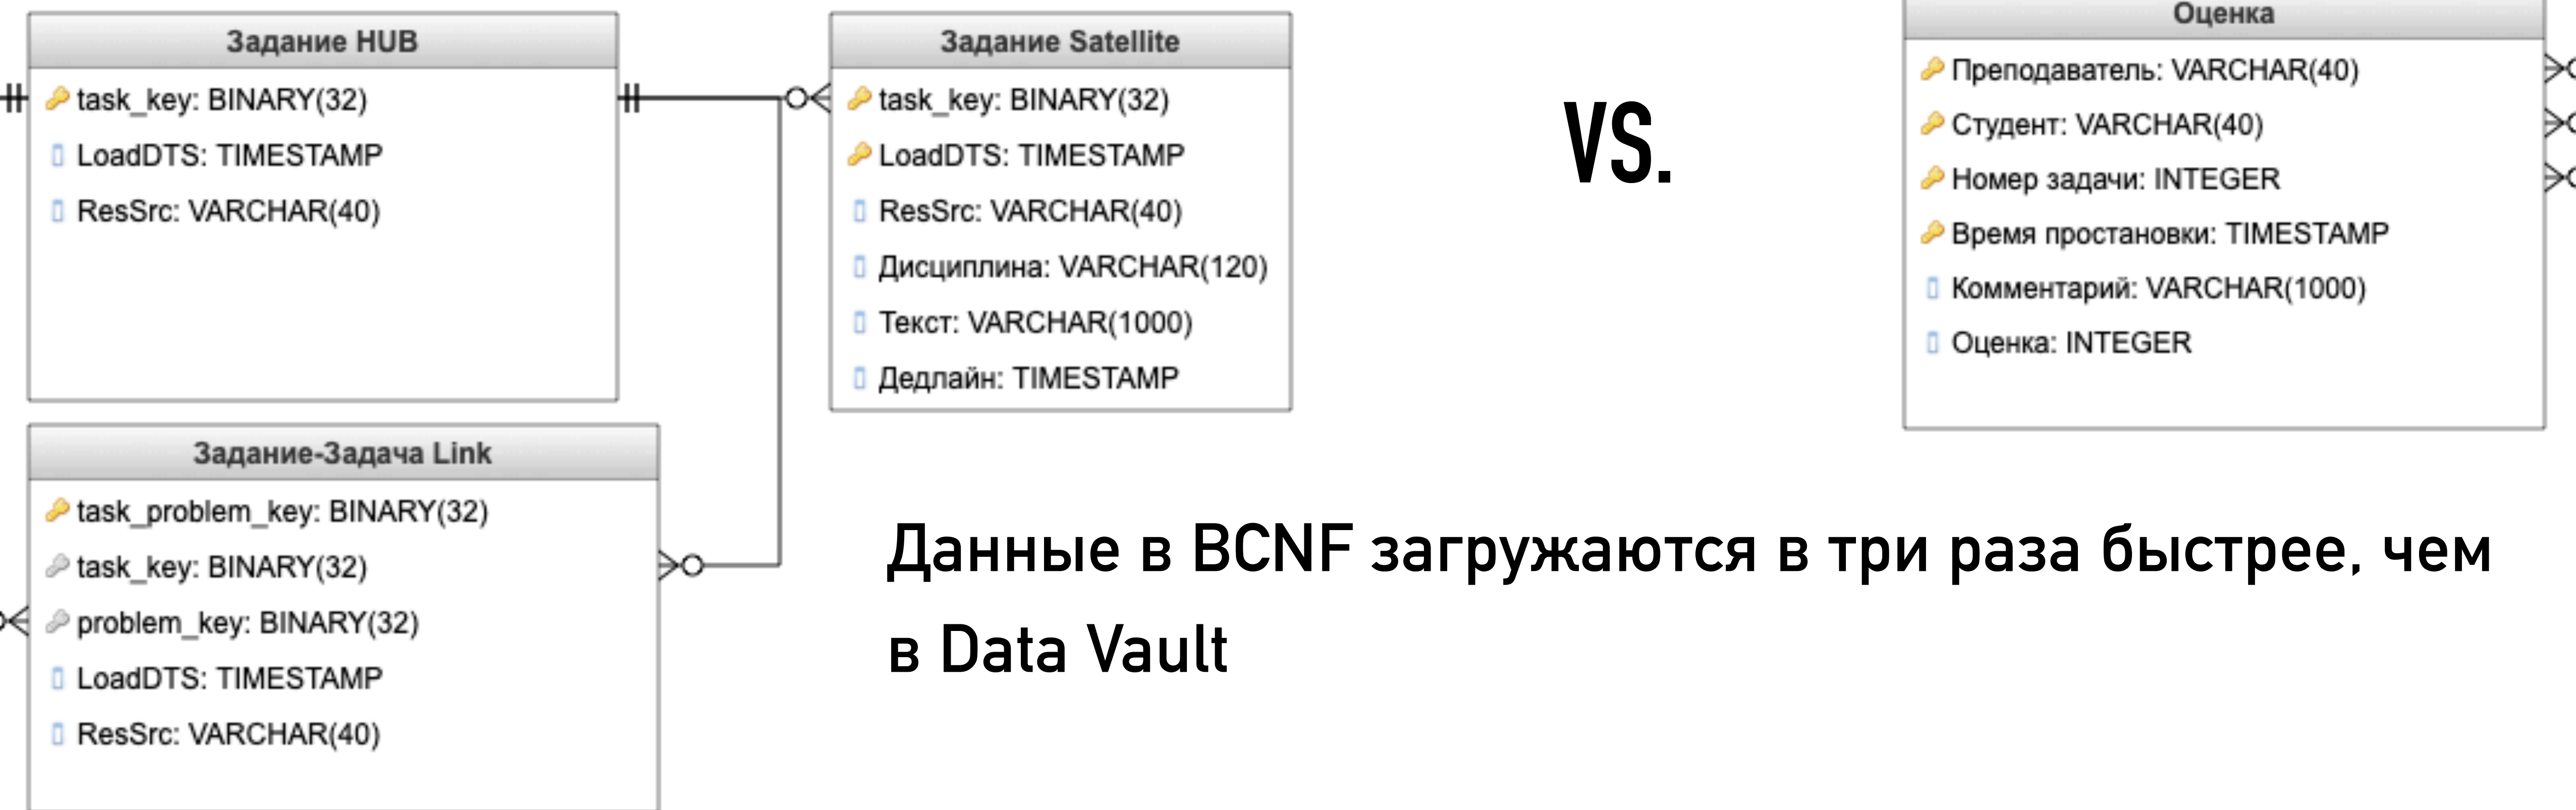 Задание HUB
task_key: BINARY(32)
LoadDTS: TIMESTAMP
ResSrc: VARCHAR(40)
Задание Satellite
task_key: BINARY(32)
LoadDTS: TIMESTAMP
ResSrc: VARCHAR(40)
Дисциплина: VARCHAR(120)
Текст: VARCHAR(1000)
Дедлайн: TIMESTAMP
VS.
Оценка
Преподаватель: VARCHAR(40)
Студент: VARCHAR(40)
Номер задачи: INTEGER
Время простановки: TIMESTAMP
Комментарий: VARCHAR(1000)
Оценка: INTEGER
Задание-Задача Link
task_problem_key: BINARY(32)
task_key: BINARY(32)
problem_key: BINARY(32)
LoadDTS: TIMESTAMP
ResSrc: VARCHAR(40)
Данные в BCNF загружаются в три раза быстрее, чем
в Data Vault